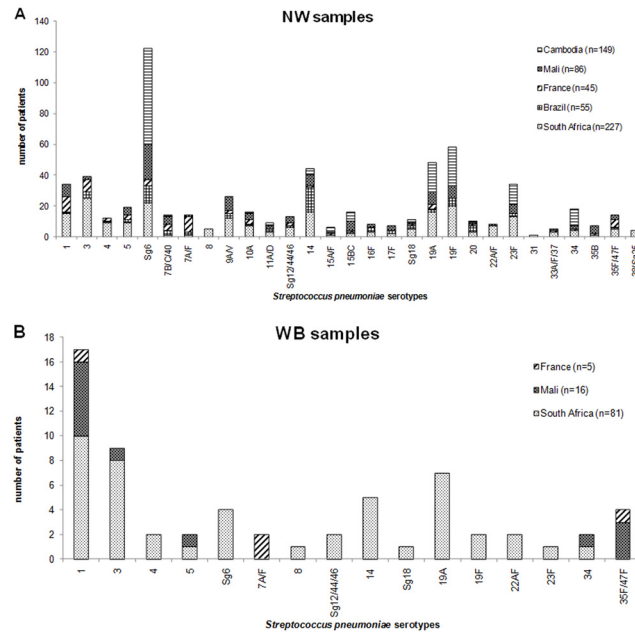 A
NW samples
140
120
100
80
60
40
20
0
number of patients
Cambodia (n=149)
Mali (n=86)
France (n=45)
Brazil (n=55)
South Africa (n=227)
1
3
4
5
Sg6
7B/C/40
7A/F
8
9A/V
10A
11A/D
Sg12/44/46
14
15A/F
15BC
16F
17F
Sg18
19A
19F
20
22A/F
23F
31
33A/F/37
34
35B
35F/47F
Streptococcus pneumoniae serotypes
B
WB samples
18
16
14
12
10
8
6
4
2
0
number of patients
France (n=5)
Mali (n=16)
South Africa (n=81)
1
3
4
5
Sg6
7A/F
8
Sg12/44/46
14
Sg18
19A
19F
22AF
23F
34
35F/47F
Streptococcus pneumoniae serotypes